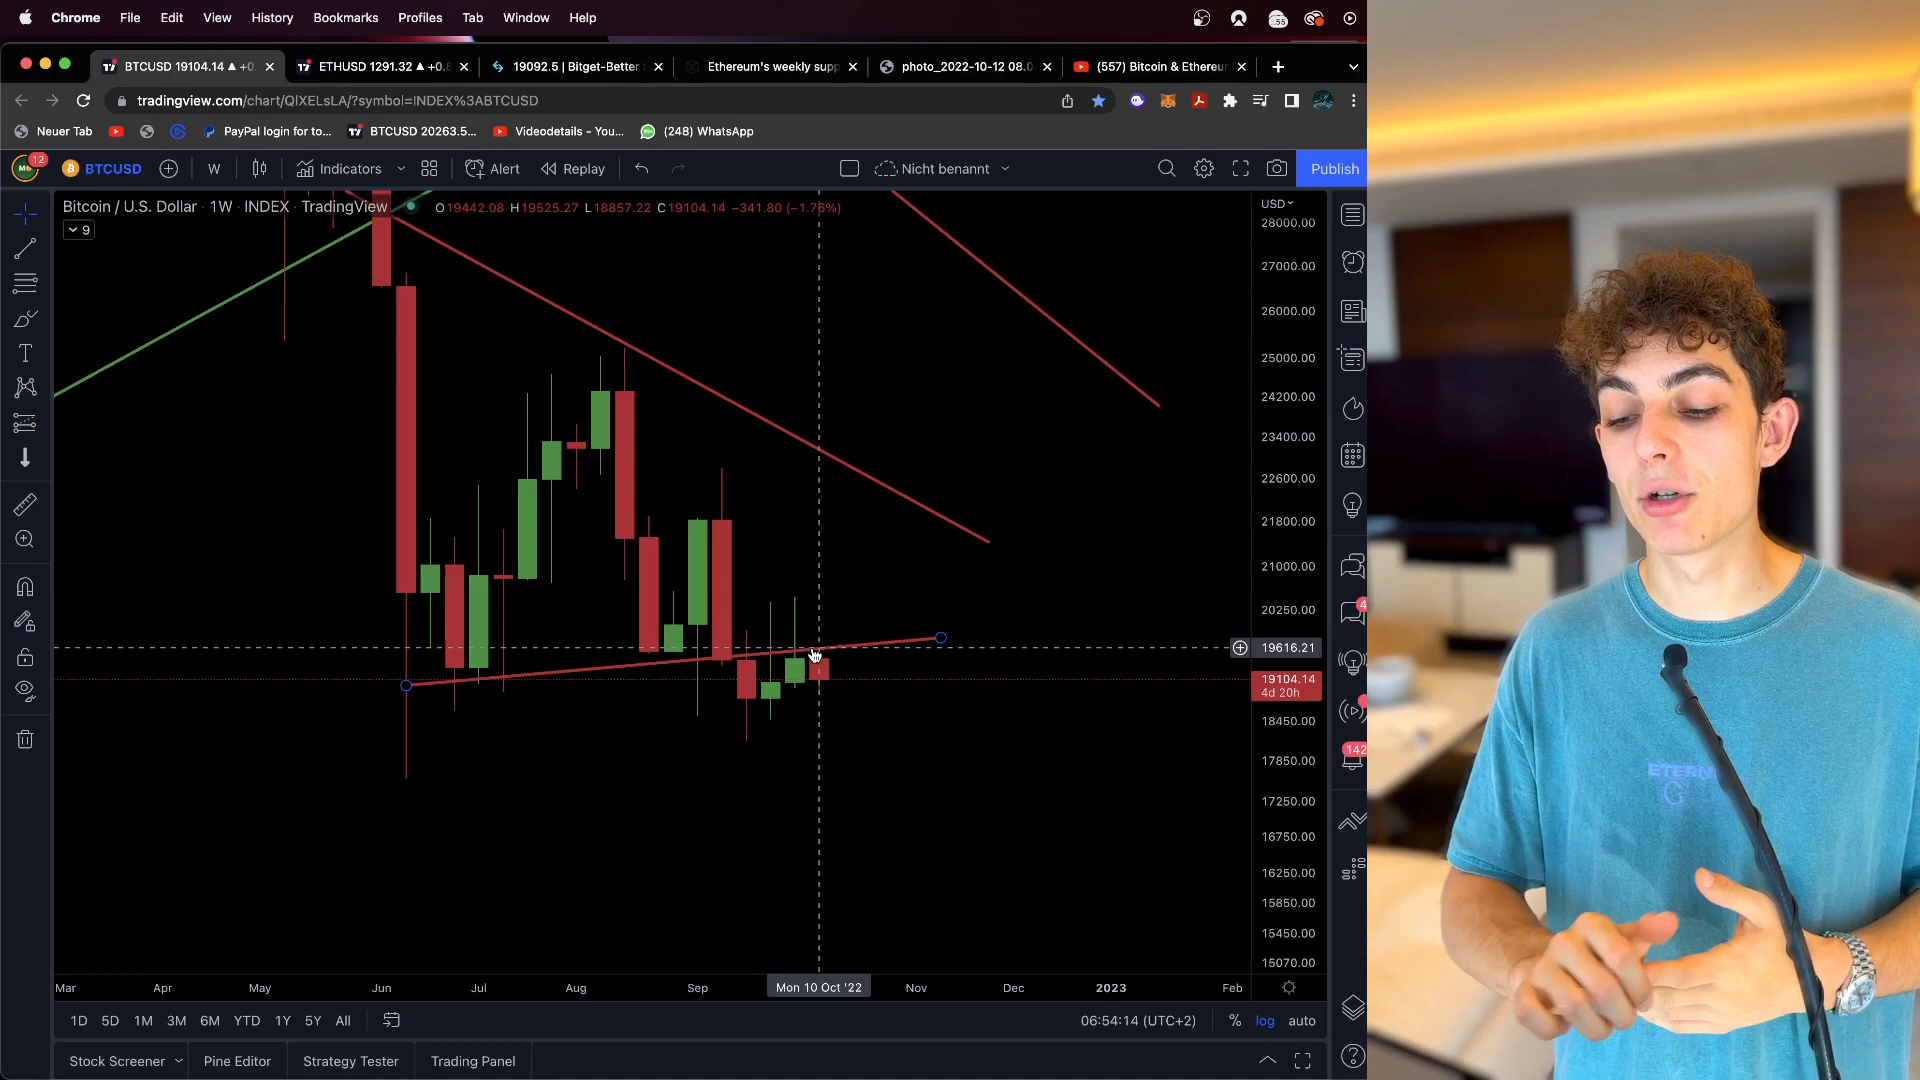 Chrome File Edit View History Bookmarks Profiles Tab Window Help
.55
BTCUSD 19104.14 ▲ +0.
ETHUSD 1291.32 ▲ +0.8
19092.5 | Bitget-Better
Ethereum's weekly supp
photo_2022-10-12 08.0
(557) Bitcoin & Ethereu
tradingview.com/chart/QIXELsLA/?symbol=INDEX%3ABTCUSD
Neuer Tab
PayPal login for to...
BTCUSD 20263.5...
Videodetails - You...
(248) WhatsApp
12
BTCUSD
W
Indicators
Alert
Replay
Nicht benannt
Publish
Bitcoin / U.S. Dollar · 1W · INDEX · TradingView
O19442.08 H19525.27 L18857.22 C19104.14 −341.80 (−1.76%)
9
USD
28000.00
27000.00
26000.00
25000.00
24200.00
23400.00
22600.00
21800.00
21000.00
20250.00
19616.21
19104.14
4d 20h
18450.00
17850.00
17250.00
16750.00
16250.00
15850.00
15450.00
15070.00
4
142
Mar Apr May Jun Jul Aug Sep Mon 10 Oct '22 Nov Dec 2023 Feb
1D 5D 1M 3M 6M YTD 1Y 5Y All
06:54:14 (UTC+2) % log auto
Stock Screener Pine Editor Strategy Tester Trading Panel
G